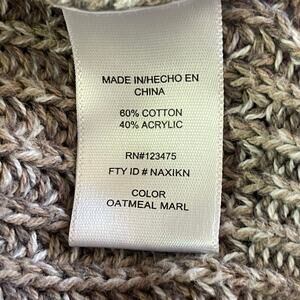 MADE IN/HECHO EN
CHINA
60% COTTON
40% ACRYLIC
RN#123475
FTY ID # NAXIKN
COLOR
OATMEAL MARL